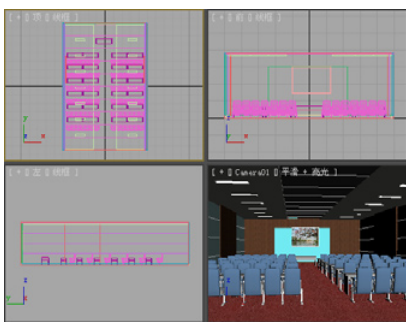 [ + [] 顶 [] 线框 ]
[ + [] 前 [] 线框 ]
[ + [] 左 [] 线框 ]
[ + [] Camera01 [] 平滑 + 高光 ]
y
x
z
x
z
y
z